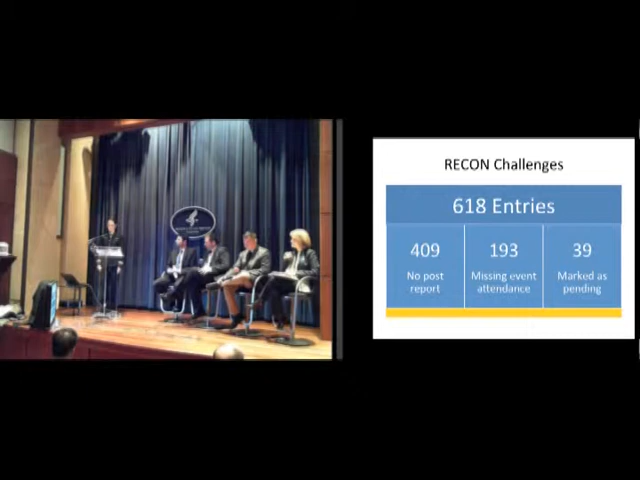 RECON Challenges
618 Entries
409
No post
report
193
Missing event
attendance
39
Marked as
pending